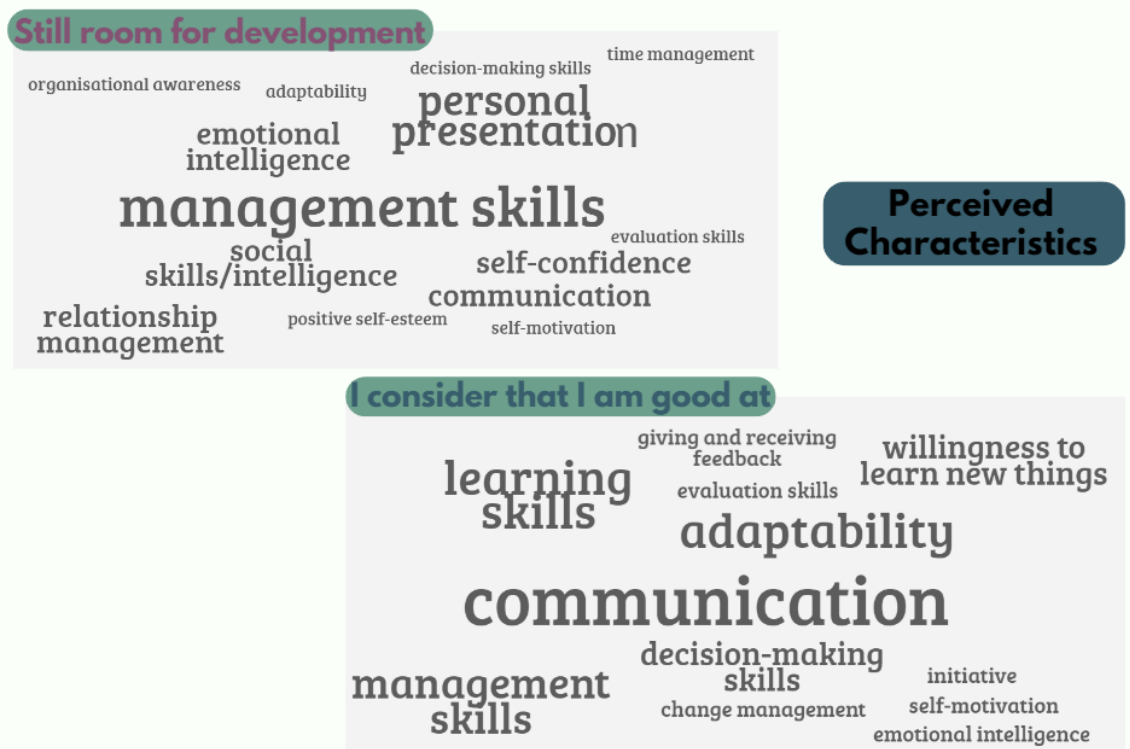 Still room for development
time management
decision-making skills
organisational awareness
adaptability
personal
presentation
emotional
intelligence
management skills
evaluation skills
social
skills/intelligence
self-confidence
communication
relationship
management
positive self-esteem
self-motivation
Perceived
Characteristics
I consider that I am good at
giving and receiving
feedback
willingness to
learn new things
learning
skills
evaluation skills
adaptability
communication
decision-making
skills
management
skills
change management
initiative
self-motivation
emotional intelligence